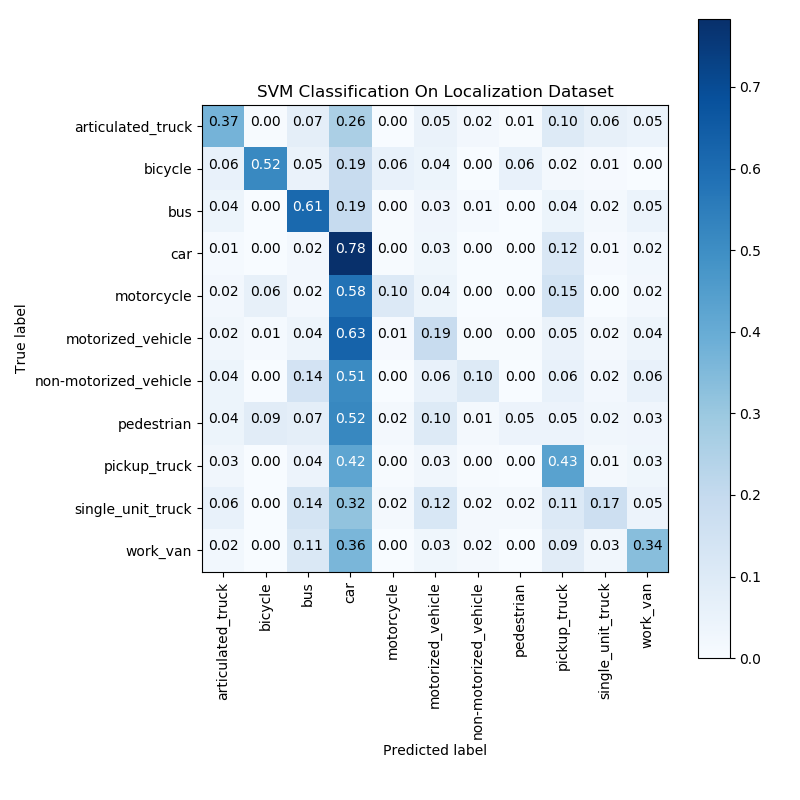 SVM Classification On Localization Dataset
True label
articulated_truck 0.37 0.00 0.07 0.26 0.00 0.05 0.02 0.01 0.10 0.06 0.05
bicycle 0.06 0.52 0.05 0.19 0.06 0.04 0.00 0.06 0.02 0.01 0.00
bus 0.04 0.00 0.61 0.19 0.00 0.03 0.01 0.00 0.04 0.02 0.05
car 0.01 0.00 0.02 0.78 0.00 0.03 0.00 0.00 0.12 0.01 0.02
motorcycle 0.02 0.06 0.02 0.58 0.10 0.04 0.00 0.00 0.15 0.00 0.02
motorized_vehicle 0.02 0.01 0.04 0.63 0.01 0.19 0.00 0.00 0.05 0.02 0.04
non-motorized_vehicle 0.04 0.00 0.14 0.51 0.00 0.06 0.10 0.00 0.06 0.02 0.06
pedestrian 0.04 0.09 0.07 0.52 0.02 0.10 0.01 0.05 0.05 0.02 0.03
pickup_truck 0.03 0.00 0.04 0.42 0.00 0.03 0.00 0.00 0.43 0.01 0.03
single_unit_truck 0.06 0.00 0.14 0.32 0.02 0.12 0.02 0.02 0.11 0.17 0.05
work_van 0.02 0.00 0.11 0.36 0.00 0.03 0.02 0.00 0.09 0.03 0.34
articulated_truck
bicycle
bus
car
motorcycle
motorized_vehicle
non-motorized_vehicle
pedestrian
pickup_truck
single_unit_truck
work_van
Predicted label
0.7
0.6
0.5
0.4
0.3
0.2
0.1
0.0